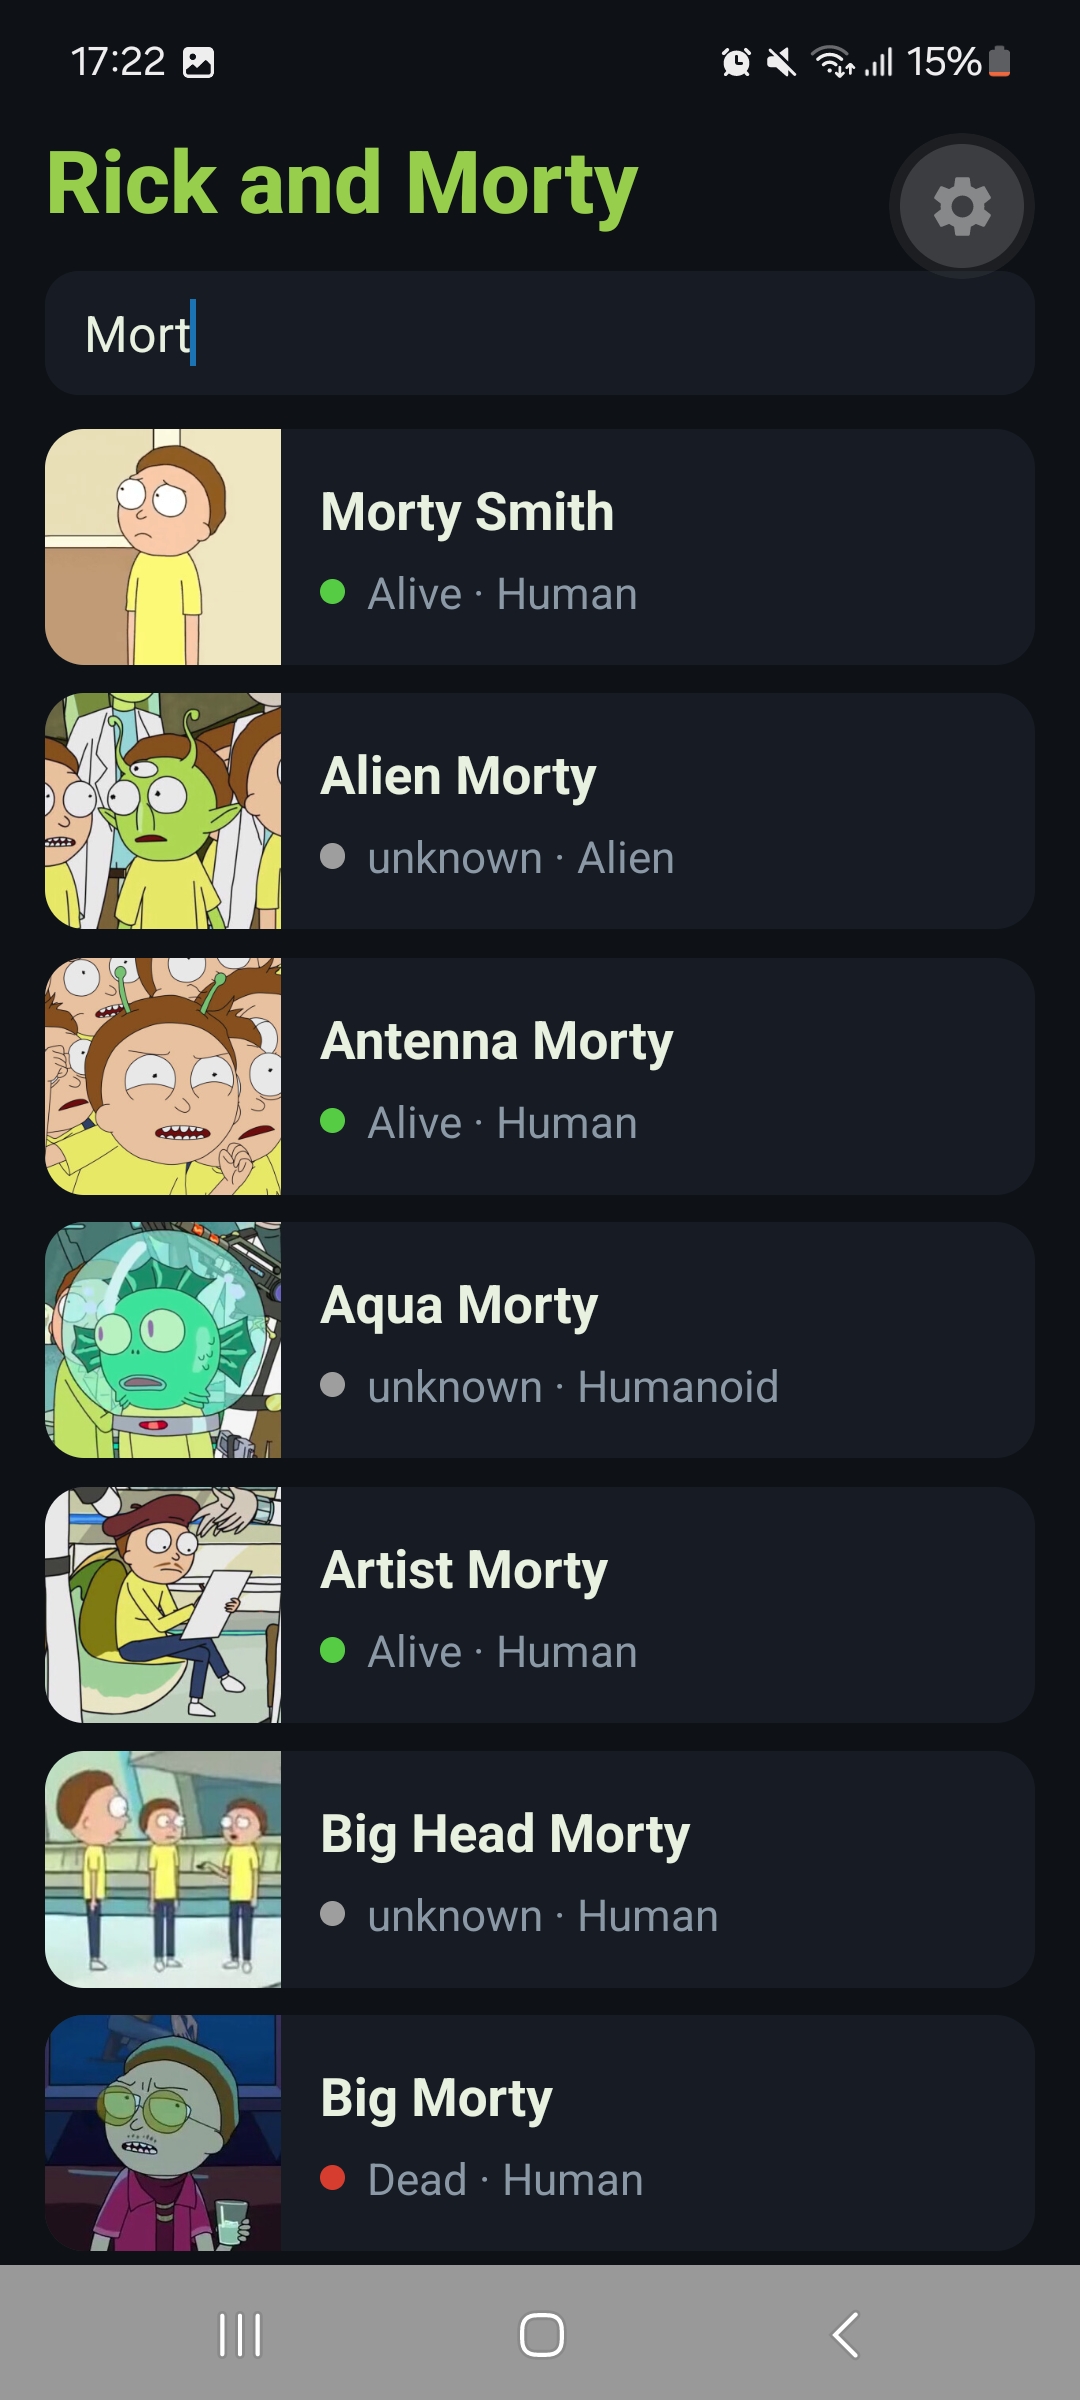 17:22
15%
Rick and Morty
Mort
Morty Smith
Alive · Human
Alien Morty
unknown · Alien
Antenna Morty
Alive · Human
Aqua Morty
unknown · Humanoid
Artist Morty
Alive · Human
Big Head Morty
unknown · Human
Big Morty
Dead · Human